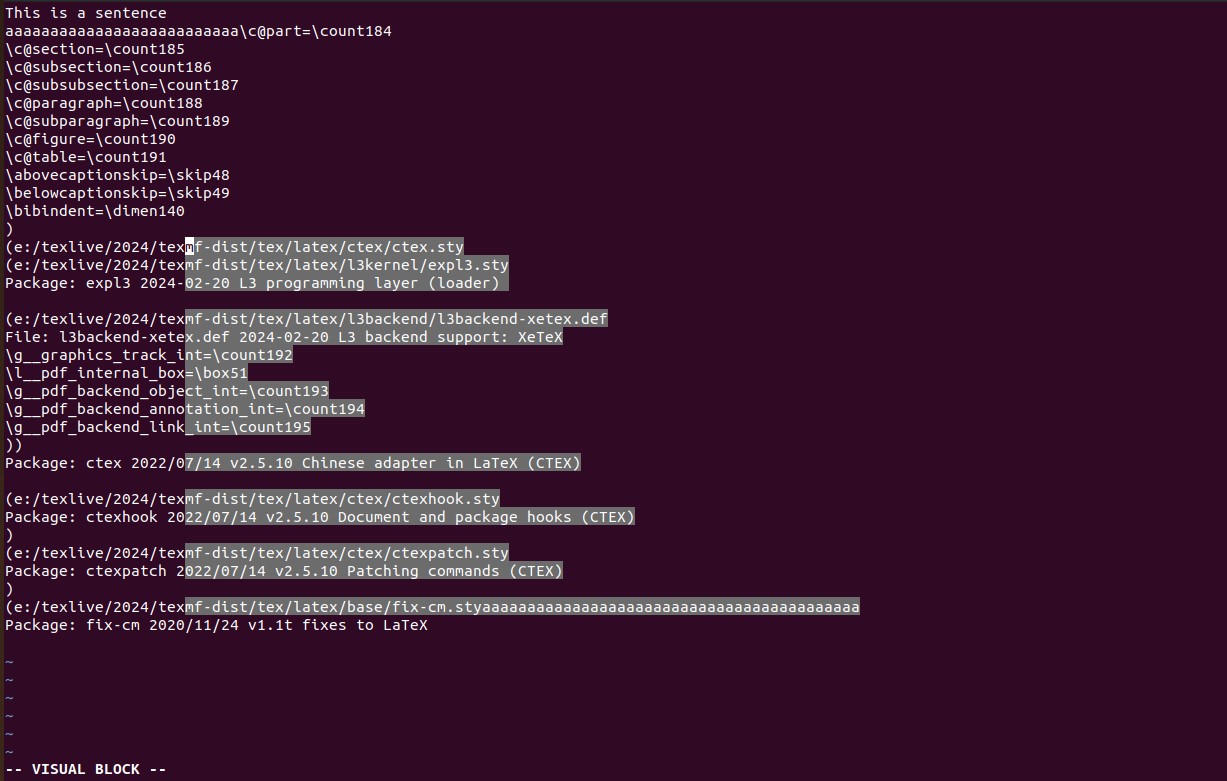 This is a sentence
aaaaaaaaaaaaaaaaaaaaaaaaaa\c@part=\count184
\c@section=\count185
\c@subsection=\count186
\c@subsubsection=\count187
\c@paragraph=\count188
\c@subparagraph=\count189
\c@figure=\count190
\c@table=\count191
\abovecaptionskip=\skip48
\belowcaptionskip=\skip49
\bibindent=\dimen140
)
(e:/texlive/2024/texmf-dist/tex/latex/ctex/ctex.sty
(e:/texlive/2024/texmf-dist/tex/latex/l3kernel/expl3.sty
Package: expl3 2024-02-20 L3 programming layer (loader)
(e:/texlive/2024/texmf-dist/tex/latex/l3backend/l3backend-xetex.def
File: l3backend-xetex.def 2024-02-20 L3 backend support: XeTeX
\g__graphics_track_int=\count192
\l__pdf_internal_box=\box51
\g__pdf_backend_object_int=\count193
\g__pdf_backend_annotation_int=\count194
\g__pdf_backend_link_int=\count195
))
Package: ctex 2022/07/14 v2.5.10 Chinese adapter in LaTeX (CTEX)
(e:/texlive/2024/texmf-dist/tex/latex/ctex/ctexhook.sty
Package: ctexhook 2022/07/14 v2.5.10 Document and package hooks (CTEX)
)
(e:/texlive/2024/texmf-dist/tex/latex/ctex/ctexpatch.sty
Package: ctexpatch 2022/07/14 v2.5.10 Patching commands (CTEX)
)
(e:/texlive/2024/texmf-dist/tex/latex/base/fix-cm.styaaaaaaaaaaaaaaaaaaaaaaaaaaaaaaaaaaaaaaaaaa
Package: fix-cm 2020/11/24 v1.1t fixes to LaTeX
~
~
~
~
~
~
-- VISUAL BLOCK --